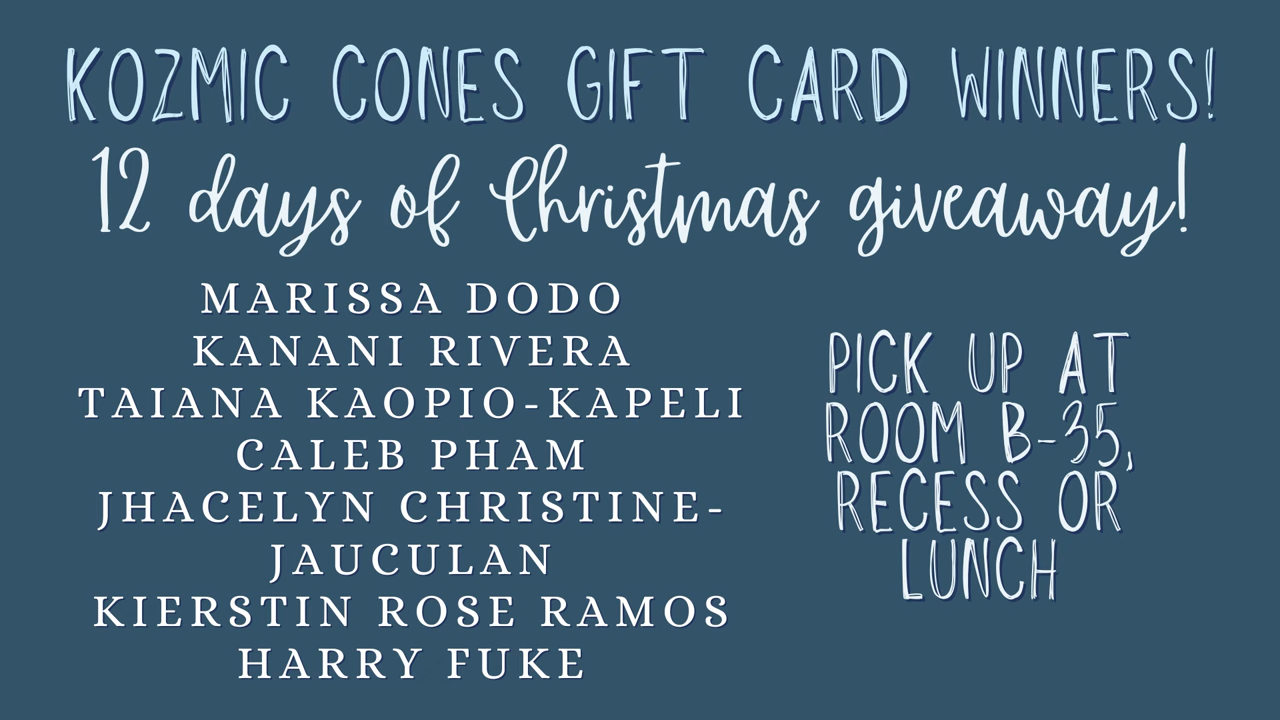 KOZMIC CONES GIFT CARD WINNERS!
12 days of Christmas giveaway!
MARISSA DODO
KANANI RIVERA
TAIANA KAOPIO-KAPELI
CALEB PHAM
JHACELYN CHRISTINE-
JAUCULAN
KIERSTIN ROSE RAMOS
HARRY FUKE
PICK UP AT
ROOM B-35,
RECESS OR
LUNCH